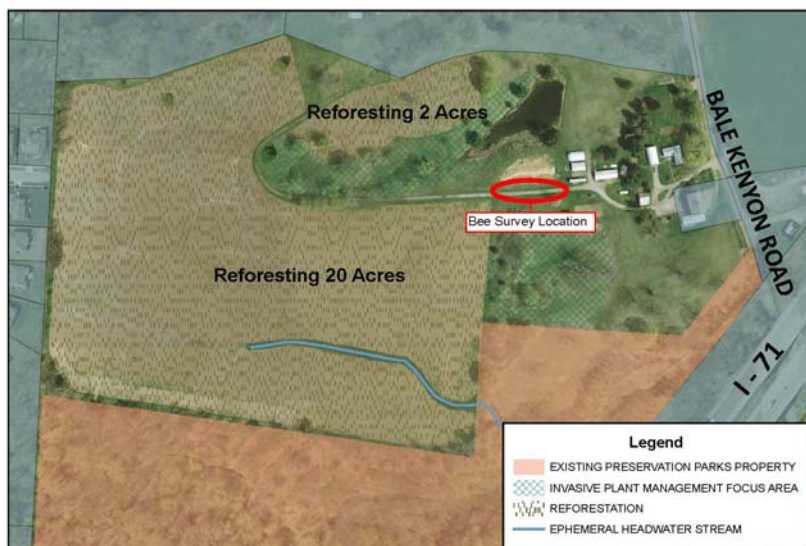 Reforesting 2 Acres
BALE KENYON ROAD
Bee Survey Location
Reforesting 20 Acres
I - 71
Legend
EXISTING PRESERVATION PARKS PROPERTY
INVASIVE PLANT MANAGEMENT FOCUS AREA
REFORESTATION
EPHEMERAL HEADWATER STREAM